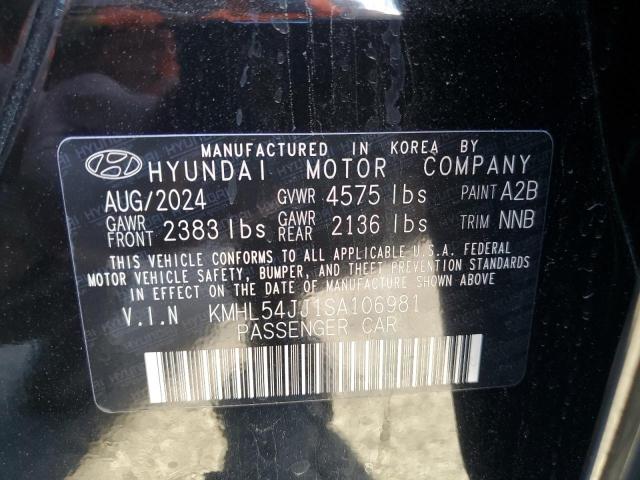 MANUFACTURED IN KOREA BY
HYUNDAI MOTOR COMPANY
AUG/2024 GVWR 4575 lbs PAINT A2B
GAWR FRONT 2383 lbs GAWR REAR 2136 lbs TRIM NNB
THIS VEHICLE CONFORMS TO ALL APPLICABLE U.S.A. FEDERAL
MOTOR VEHICLE SAFETY, BUMPER, AND THEFT PREVENTION STANDARDS
IN EFFECT ON THE DATE OF MANUFACTURE SHOWN ABOVE.
V.I.N KMHL54JJ1SA106981
PASSENGER CAR